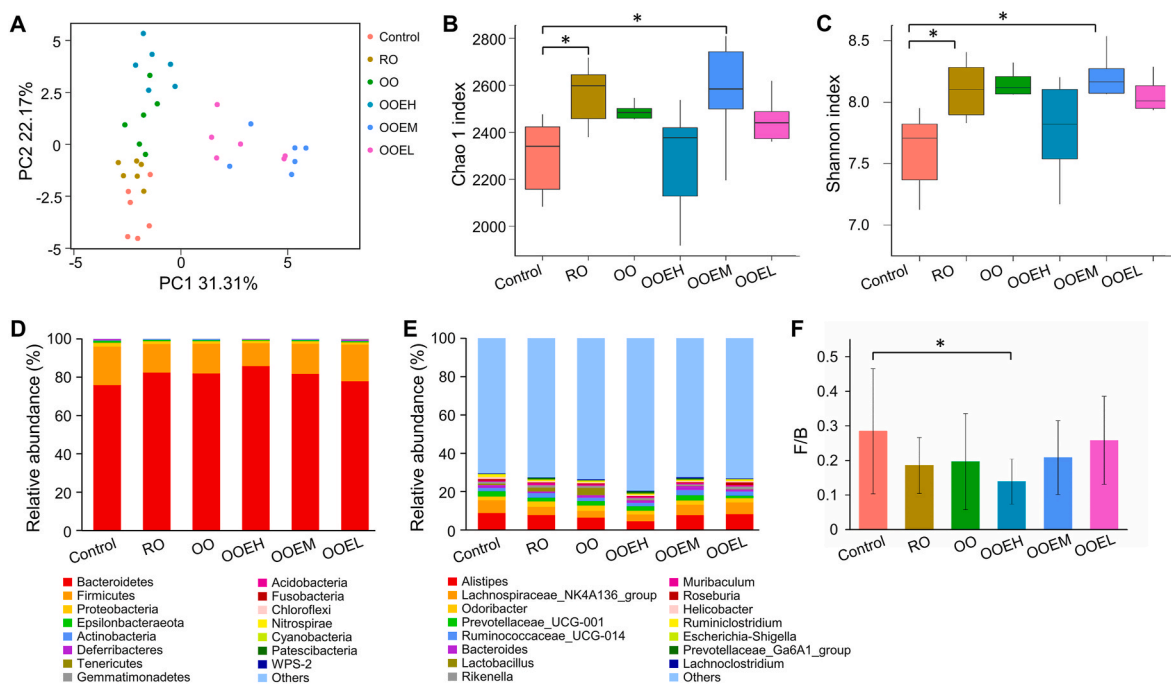 A
5
2.5
0
-2.5
-5
-5
0
5
PC2 22.17%
PC1 31.31%
Control
RO
OO
OOEH
OOEM
OOEL
B
2800
2600
2400
2200
2000
Chao 1 index
*
*
Control
RO
OO
OOEH
OOEM
OOEL
C
8.5
8.0
7.5
7.0
Shannon index
*
*
Control
RO
OO
OOEH
OOEM
OOEL
D
100
80
60
40
20
0
Relative abundance (%)
Control
RO
OO
OOEH
OOEM
OOEL
Bacteroidetes
Firmicutes
Proteobacteria
Epsilonbacteraeota
Actinobacteria
Deferribacteres
Tenericutes
Gemmatimonadetes
Acidobacteria
Fusobacteria
Chloroflexi
Nitrospirae
Cyanobacteria
Patescibacteria
WPS-2
Others
E
100
80
60
40
20
0
Relative abundance (%)
Control
RO
OO
OOEH
OOEM
OOEL
Alistipes
Lachnospiraceae_NK4A136_group
Odoribacter
Prevotellaceae_UCG-001
Ruminococcaceae_UCG-014
Bacteroides
Lactobacillus
Rikenella
Muribaculum
Roseburia
Helicobacter
Ruminiclostridium
Escherichia-Shigella
Prevotellaceae_Ga6A1_group
Lachnoclostridium
Others
F
0.5
0.4
0.3
0.2
0.1
0
F/B
*
Control
RO
OO
OOEH
OOEM
OOEL